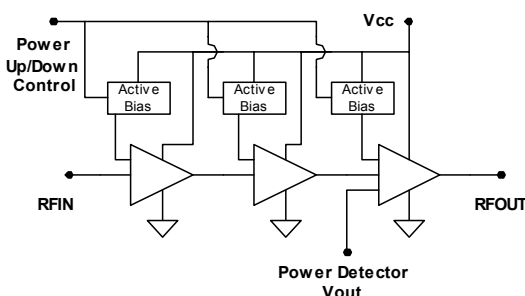 Power
Up/Down
Control
Vcc
Active
Bias
Active
Bias
Active
Bias
RFIN
RFOUT
Power Detector
Vout